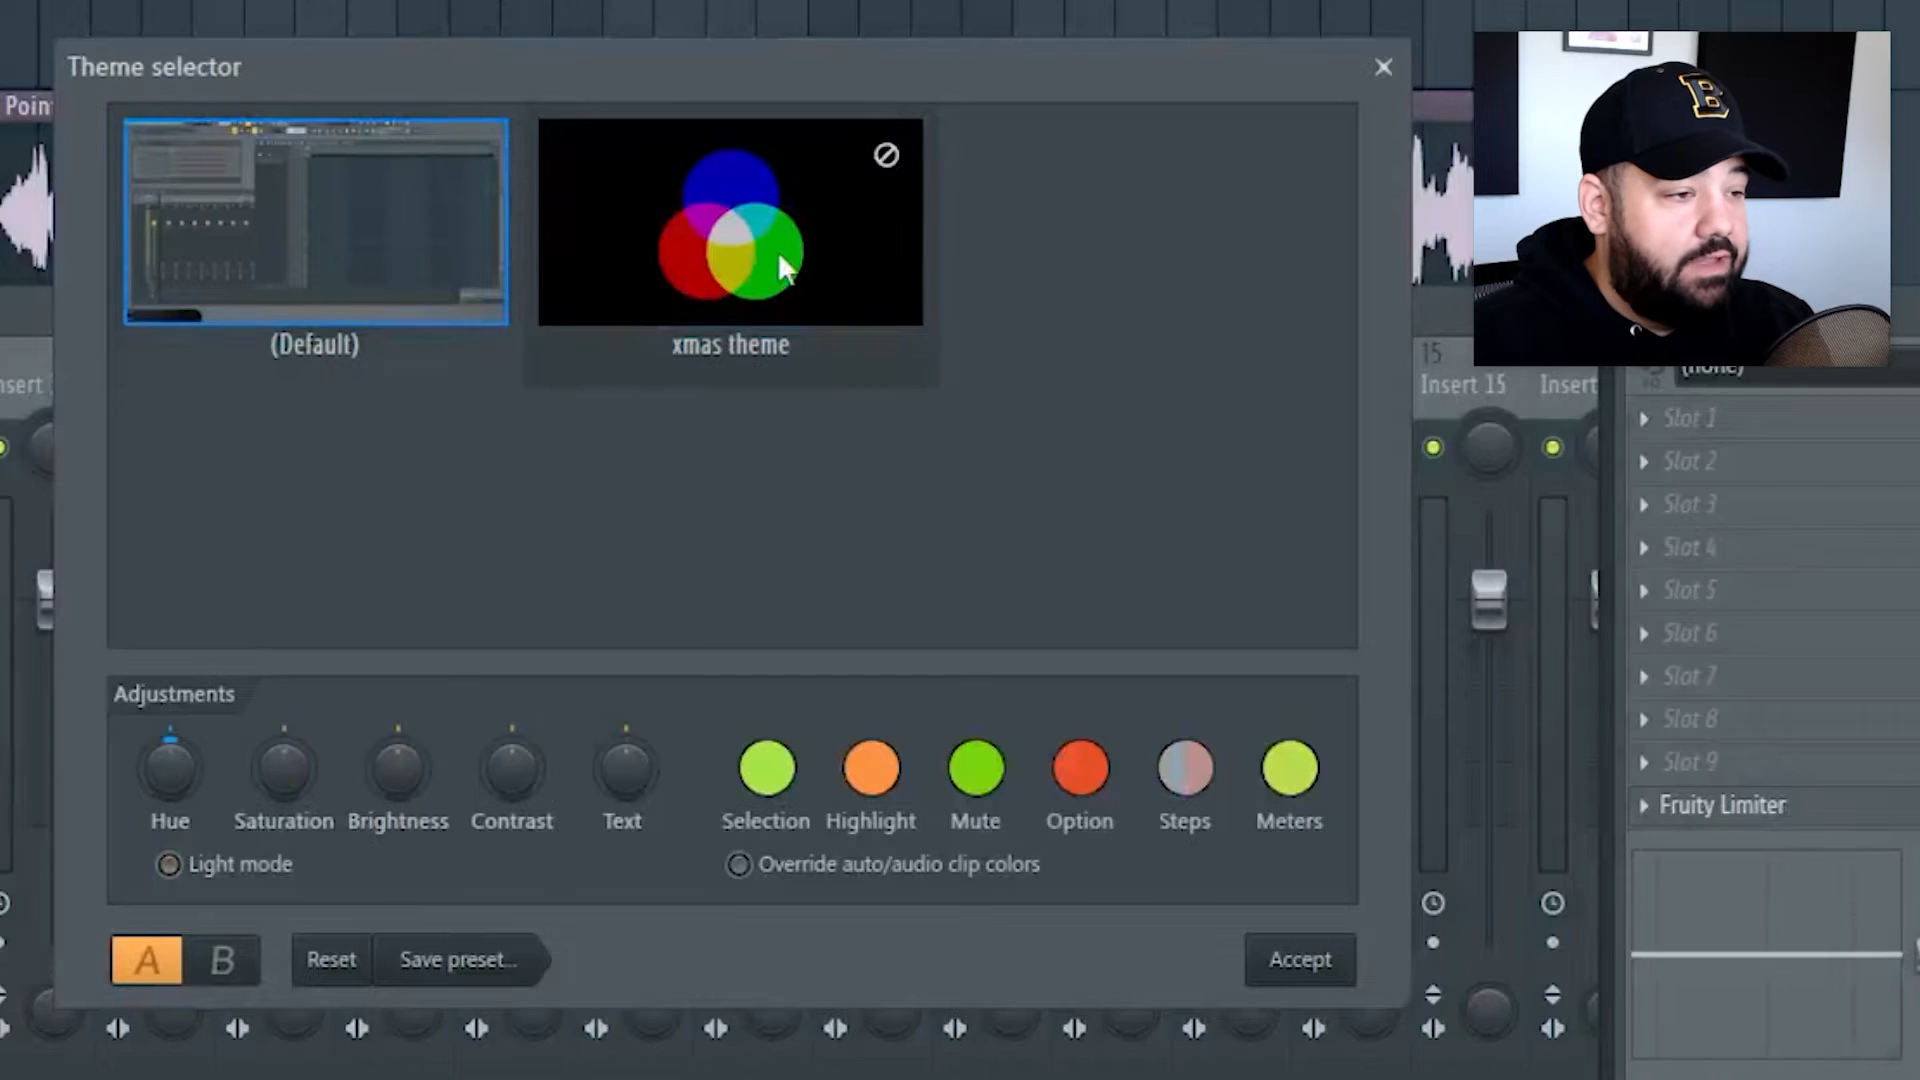 Theme selector
Poin
B
(Default)
xmas theme
nsert
15
Insert 15
Insert
(none)
Slot 1
Slot 2
Slot 3
Slot 4
Slot 5
Slot 6
Slot 7
Slot 8
Slot 9
Fruity Limiter
Adjustments
Hue
Saturation
Brightness
Contrast
Text
Selection
Highlight
Mute
Option
Steps
Meters
Light mode
Override auto/audio clip colors
A
B
Reset
Save preset...
Accept